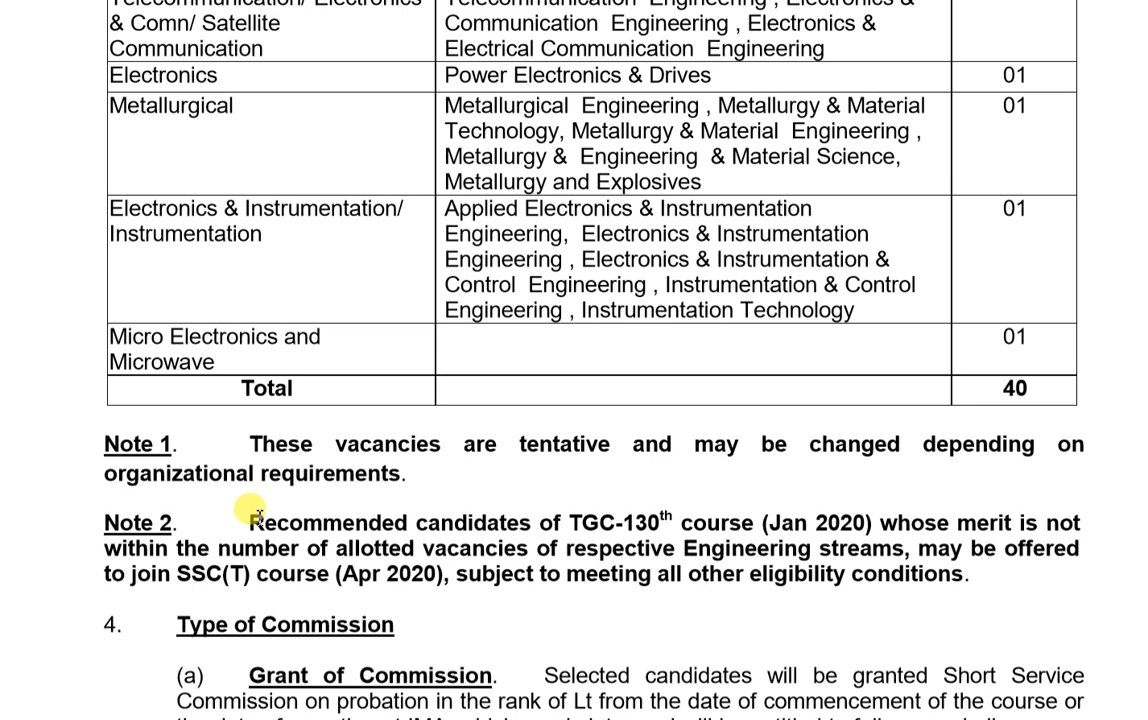 Telecommunication/ Electronics
& Comn/ Satellite
Communication
Telecommunication Engineering , Electronics &
Communication Engineering , Electronics &
Electrical Communication Engineering
Electronics
Power Electronics & Drives
01
Metallurgical
Metallurgical Engineering , Metallurgy & Material
Technology, Metallurgy & Material Engineering ,
Metallurgy & Engineering & Material Science,
Metallurgy and Explosives
01
Electronics & Instrumentation/
Instrumentation
Applied Electronics & Instrumentation
Engineering, Electronics & Instrumentation
Engineering , Electronics & Instrumentation &
Control Engineering , Instrumentation & Control
Engineering , Instrumentation Technology
01
Micro Electronics and
Microwave
01
Total
40
Note 1. These vacancies are tentative and may be changed depending on
organizational requirements.
Note 2. Recommended candidates of TGC-130th course (Jan 2020) whose merit is not
within the number of allotted vacancies of respective Engineering streams, may be offered
to join SSC(T) course (Apr 2020), subject to meeting all other eligibility conditions.
4. Type of Commission
(a) Grant of Commission. Selected candidates will be granted Short Service
Commission on probation in the rank of Lt from the date of commencement of the course or